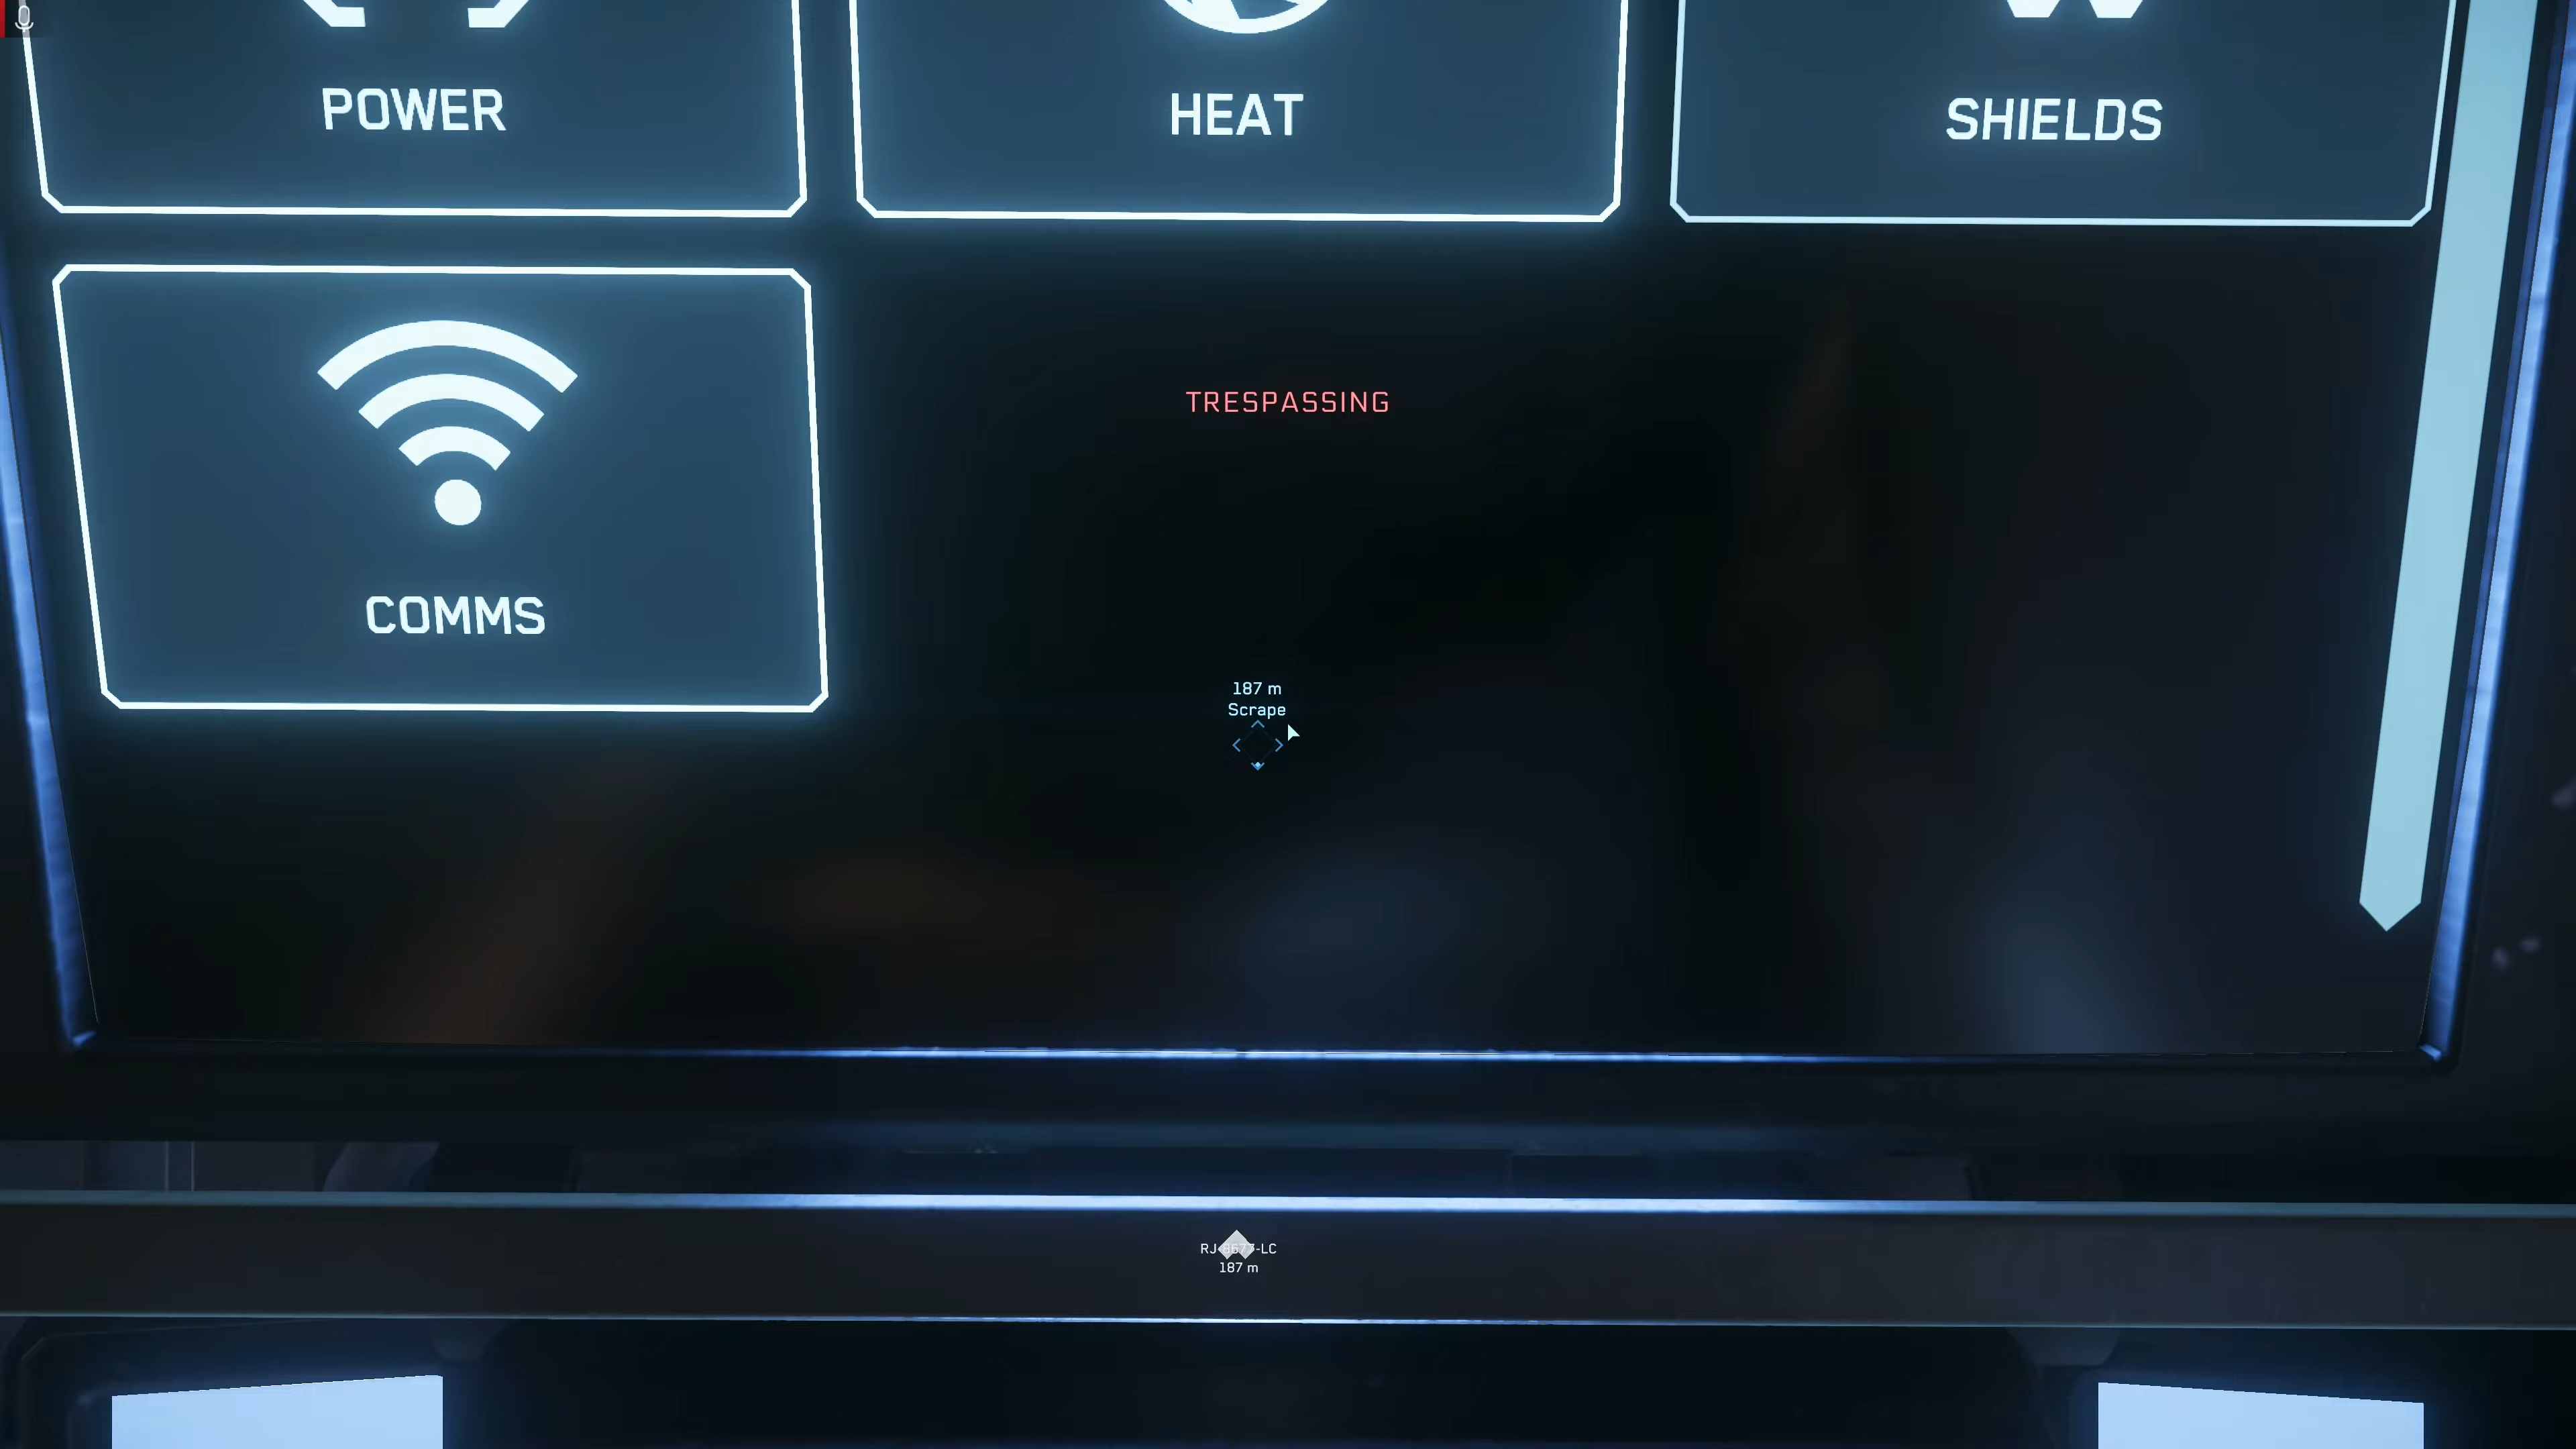 POWER
HEAT
SHIELDS
TRESPASSING
COMMS
187 m
Scrape
187 m